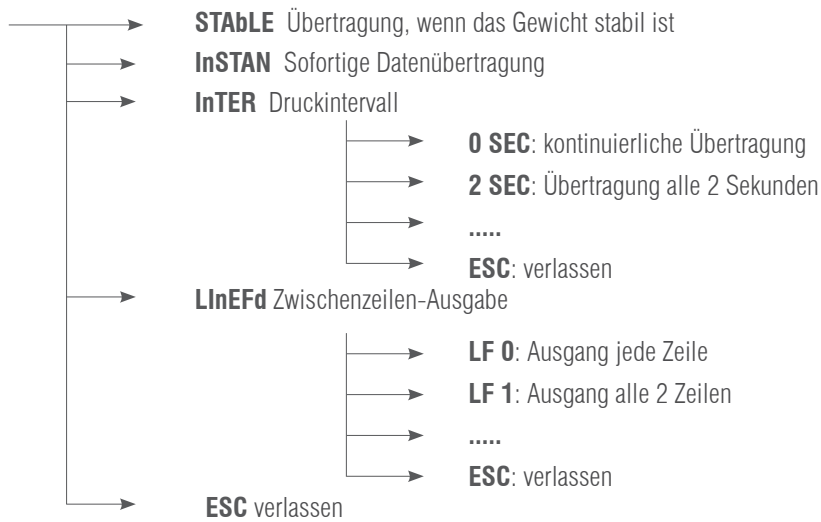 STAbLE Übertragung, wenn das Gewicht stabil ist
InSTAN Sofortige Datenübertragung
InTER Druckintervall
0 SEC: kontinuierliche Übertragung
2 SEC: Übertragung alle 2 Sekunden
.....
ESC: verlassen
LInEFd Zwischenzeilen-Ausgabe
LF 0: Ausgang jede Zeile
LF 1: Ausgang alle 2 Zeilen
.....
ESC: verlassen
ESC verlassen